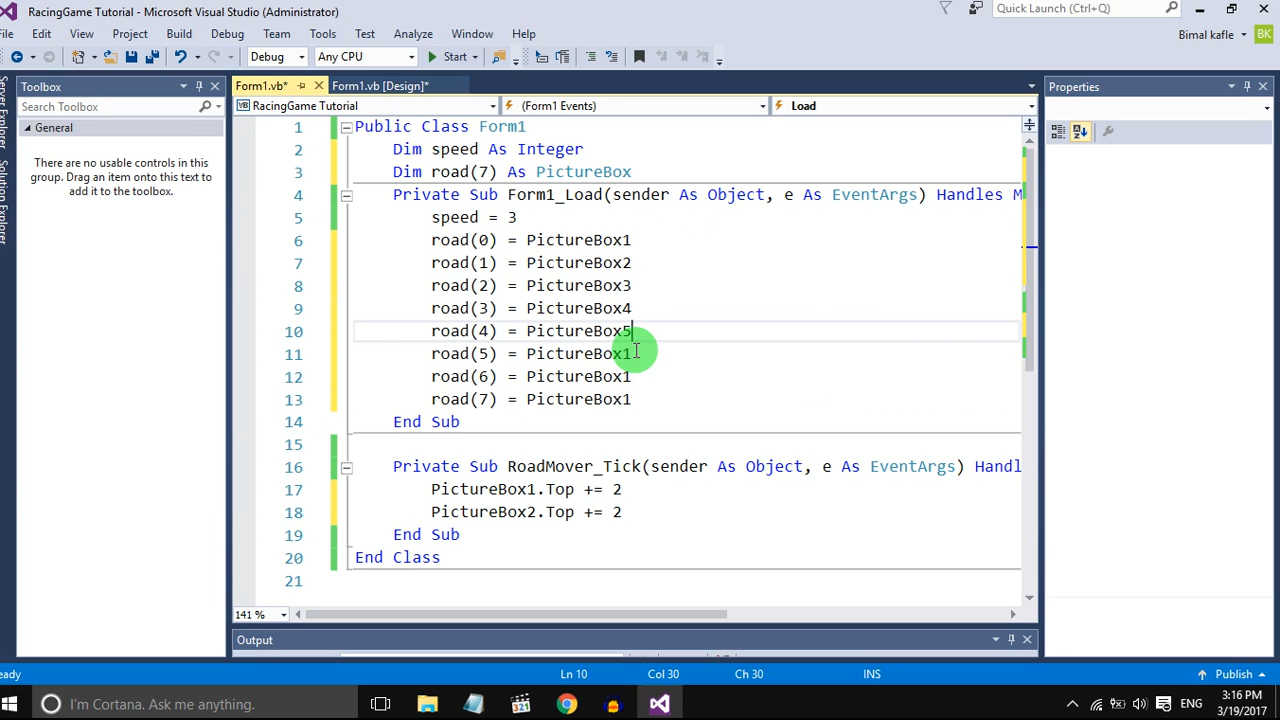 RacingGame Tutorial - Microsoft Visual Studio (Administrator)
Quick Launch (Ctrl+Q)
File Edit View Project Build Debug Team Tools Test Analyze Window Help
Bimal kafle BK
Debug Any CPU Start
Server Explorer
Solution Explorer
Toolbox
Search Toolbox
General
There are no usable controls in this
group. Drag an item onto this text to
add it to the toolbox.
Form1.vb* Form1.vb [Design]*
VB RacingGame Tutorial (Form1 Events) Load
1 Public Class Form1
2 Dim speed As Integer
3 Dim road(7) As PictureBox
4 Private Sub Form1_Load(sender As Object, e As EventArgs) Handles M
5 speed = 3
6 road(0) = PictureBox1
7 road(1) = PictureBox2
8 road(2) = PictureBox3
9 road(3) = PictureBox4
10 road(4) = PictureBox5
11 road(5) = PictureBox1
12 road(6) = PictureBox1
13 road(7) = PictureBox1
14 End Sub
15
16 Private Sub RoadMover_Tick(sender As Object, e As EventArgs) Handl
17 PictureBox1.Top += 2
18 PictureBox2.Top += 2
19 End Sub
20 End Class
21
141 %
Output
Properties
eady Ln 10 Col 30 Ch 30 INS Publish
I'm Cortana. Ask me anything.
321
ENG
3:16 PM
3/19/2017